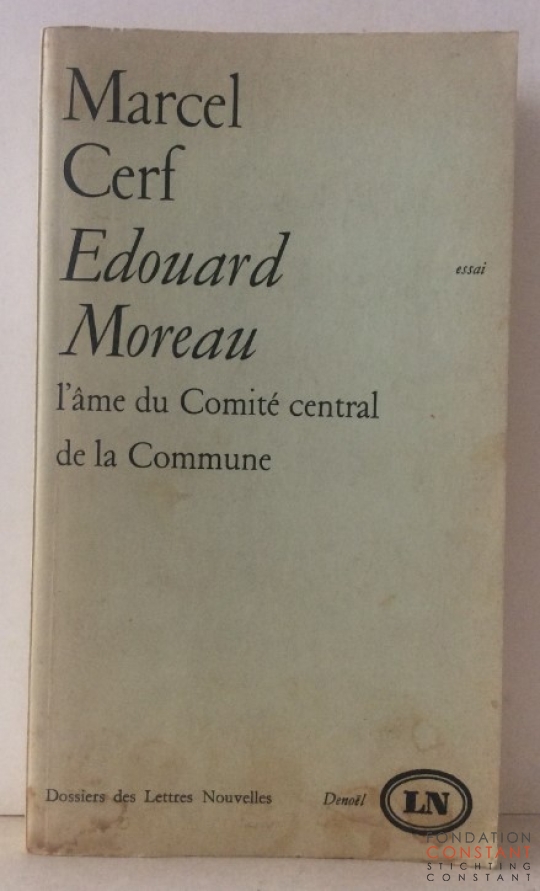 Marcel
Cerf
Edouard
Moreau
essai
l'âme du Comité central
de la Commune
Dossiers des Lettres Nouvelles
Denoël
LN
FONDATION
CONSTANT
STICHTING
CONSTANT